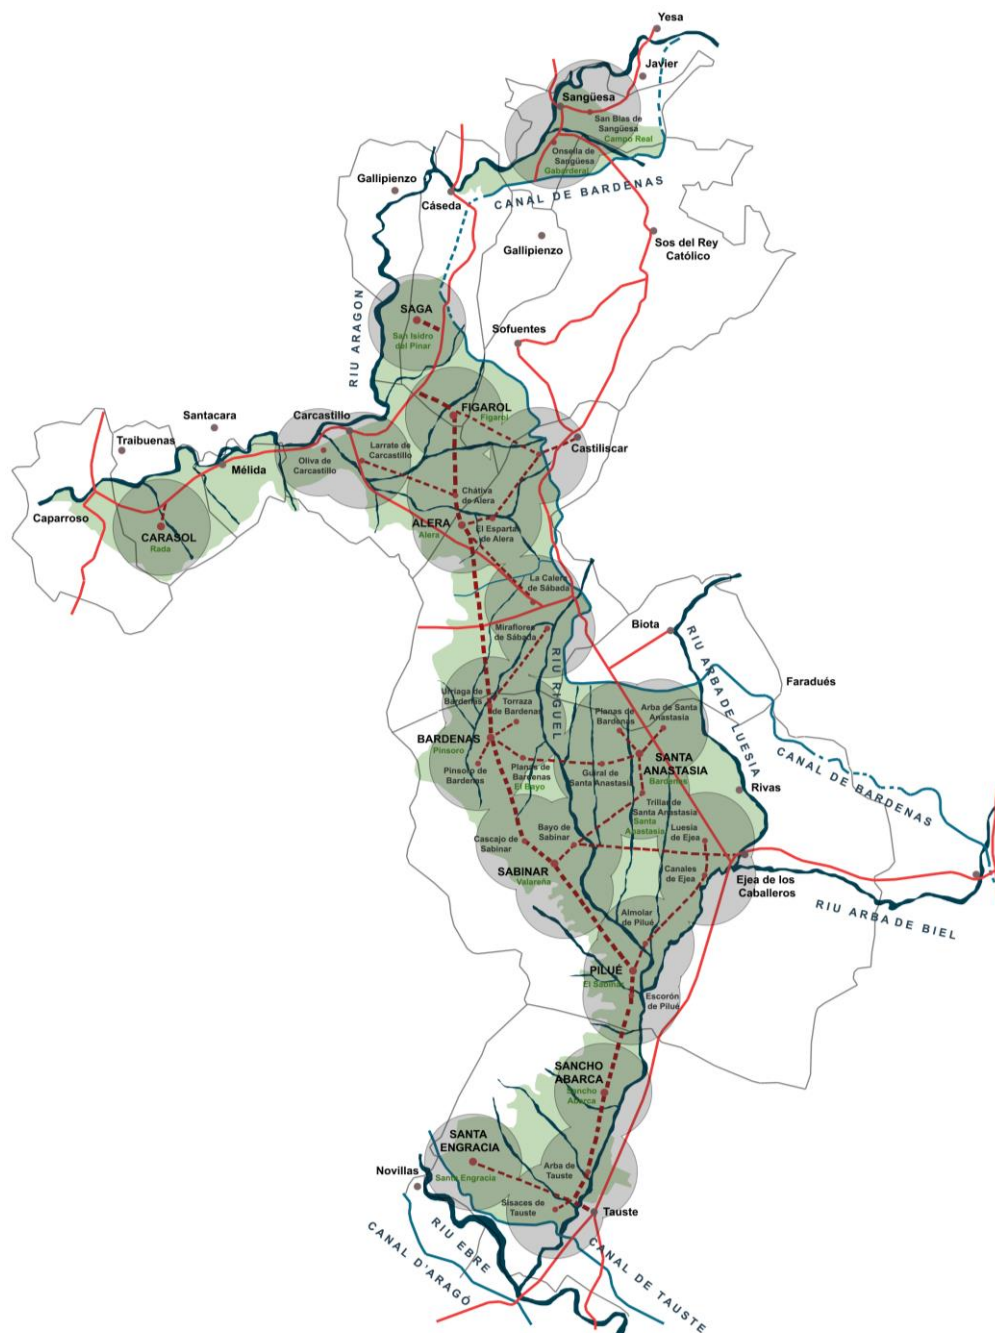 Yesa
Javier
Sangüesa
San Blas de
Sangüesa
Campo Real
Onsella de
Sangüesa
Gabarderal
CANAL DE BARDENAS
Gallipienzo
Cáseda
Gallipienzo
Sos del Rey
Católico
RIU ARAGON
SAGA
San Isidro
del Pinar
Sofuentes
FIGAROL
Figarol
Santacara
Carcastillo
Traibuenas
Larrate de
Carcastillo
Oliva de
Carcastillo
Castiliscar
Mélida
Caparroso
CARASOL
Rada
Chátiva
de Alera
ALERA
Alera
El Espartal
de Alera
La Calera
de Sábada
Miraflores
de Sábada
RIU RIGUEL
Biota
RIU ARBA DE LUESIA
Faradués
Urriaga de
Bardenas
Torraza
de Bardenas
Planas de
Bardenas
Arba de Santa
Anastasia
BARDENAS
Pinsoro
Pinsoro de
Bardenas
Planas de
Bardenas
El Bayo
Guiral de
Santa Anastasia
SANTA
ANASTASIA
Bardenas
CANAL DE BARDENAS
Rivas
Trillar de
Santa Anastasia
Santa
Anastasia
Bayo de
Sabinar
Luesia
de Ejea
Cascajo de
Sabinar
SABINAR
Valareña
Canales
de Ejea
Ejea de los
Caballeros
RIU ARBA DE BIEL
Almolar
de Pilué
PILUÉ
El Sabinar
Escorón
de Pilué
SANCHO
ABARCA
Sancho
Abarca
SANTA
ENGRACIA
Santa Engracia
Arba de
Tauste
Novillas
Sisaces de
Tauste
Tauste
RIU EBRE
CANAL D'ARAGÓ
CANAL DE TAUSTE